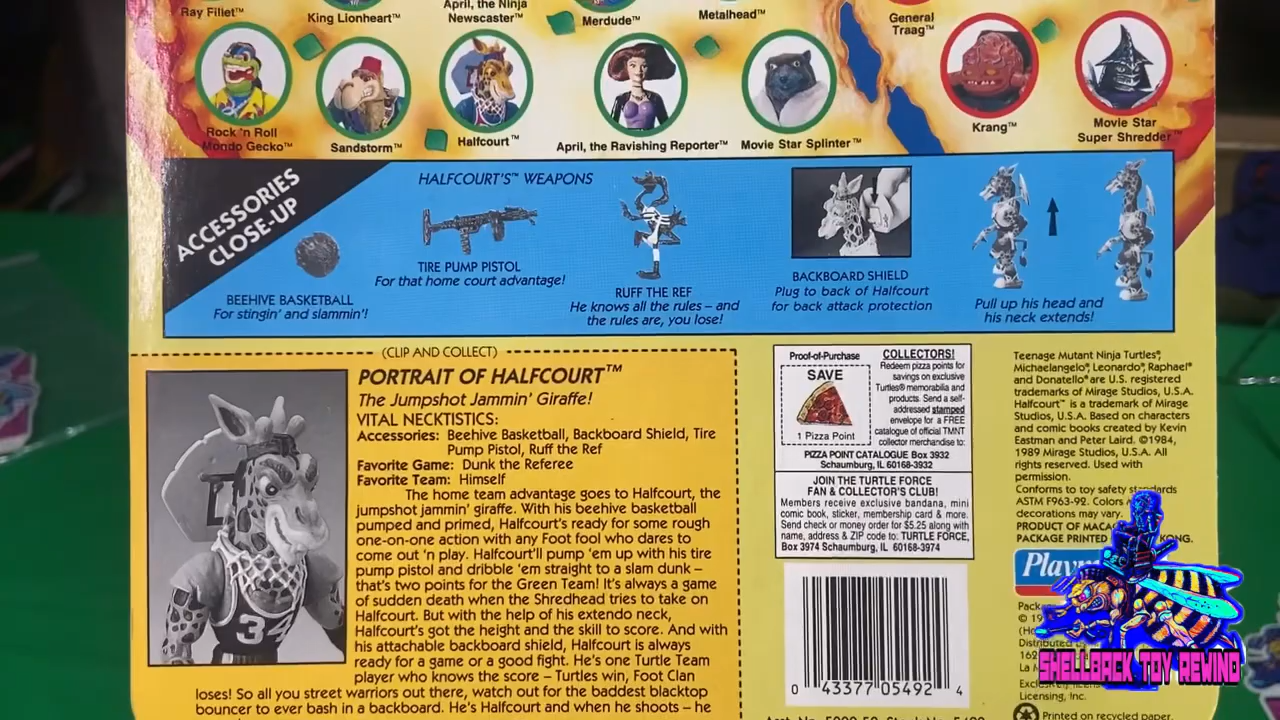 Ray Fillet™
King Lionheart™
April, the Ninja
Newscaster™
Merdude™
Metalhead™
General
Traag™
Rock 'n Roll
Mondo Gecko™
Sandstorm™
Halfcourt™
April, the Ravishing Reporter™
Movie Star Splinter™
Krang™
Movie Star
Super Shredder™
ACCESSORIES
CLOSE-UP
HALFCOURT'S™ WEAPONS
BEEHIVE BASKETBALL
For stingin' and slammin'!
TIRE PUMP PISTOL
For that home court advantage!
RUFF THE REF
He knows all the rules – and
the rules are, you lose!
BACKBOARD SHIELD
Plug to back of Halfcourt
for back attack protection
Pull up his head and
his neck extends!
(CLIP AND COLLECT)
PORTRAIT OF HALFCOURT™
The Jumpshot Jammin' Giraffe!
VITAL NECKTISTICS:
Accessories: Beehive Basketball, Backboard Shield, Tire
Pump Pistol, Ruff the Ref
Favorite Game: Dunk the Referee
Favorite Team: Himself
The home team advantage goes to Halfcourt, the
jumpshot jammin' giraffe. With his beehive basketball
pumped and primed, Halfcourt's ready for some rough
one-on-one action with any Foot fool who dares to
come out 'n play. Halfcourt'll pump 'em up with his tire
pump pistol and dribble 'em straight to a slam dunk –
that's two points for the Green Team! It's always a game
of sudden death when the Shredhead tries to take on
Halfcourt. But with the help of his extendo neck,
Halfcourt's got the height and the skill to score. And with
his attachable backboard shield, Halfcourt is always
ready for a game or a good fight. He's one Turtle Team
player who knows the score – Turtles win, Foot Clan
loses! So all you street warriors out there, watch out for the baddest blacktop
bouncer to ever bash in a backboard. He's Halfcourt and when he shoots – he
34
Proof-of-Purchase
SAVE
1 Pizza Point
COLLECTORS!
Redeem pizza points for
savings on exclusive
Turtles® memorabilia and
products. Send a self-
addressed stamped
envelope for a FREE
catalogue of official TMNT
collector merchandise to:
PIZZA POINT CATALOGUE Box 3932
Schaumburg, IL 60168-3932
JOIN THE TURTLE FORCE
FAN & COLLECTOR'S CLUB!
Members receive exclusive bandana, mini
comic book, sticker, membership card & more.
Send check or money order for $5.25 along with
name, address & ZIP code to: TURTLE FORCE,
Box 3974 Schaumburg, IL 60168-3974
0 43377 05492 4
Teenage Mutant Ninja Turtles®,
Michaelangelo®, Leonardo®, Raphael®
and Donatello® are U.S. registered
trademarks of Mirage Studios, U.S.A.
Halfcourt™ is a trademark of Mirage
Studios, U.S.A. Based on characters
and comic books created by Kevin
Eastman and Peter Laird. ©1984,
1989 Mirage Studios, U.S.A. All
rights reserved. Used with
permission.
Conforms to toy safety standards
ASTM F963-92. Colors
decorations may vary.
PRODUCT OF
PACKAGE PRINTED KONG.
Licensing, Inc.
Printed on recycled paper.
SHELLBACK TOY REWIND